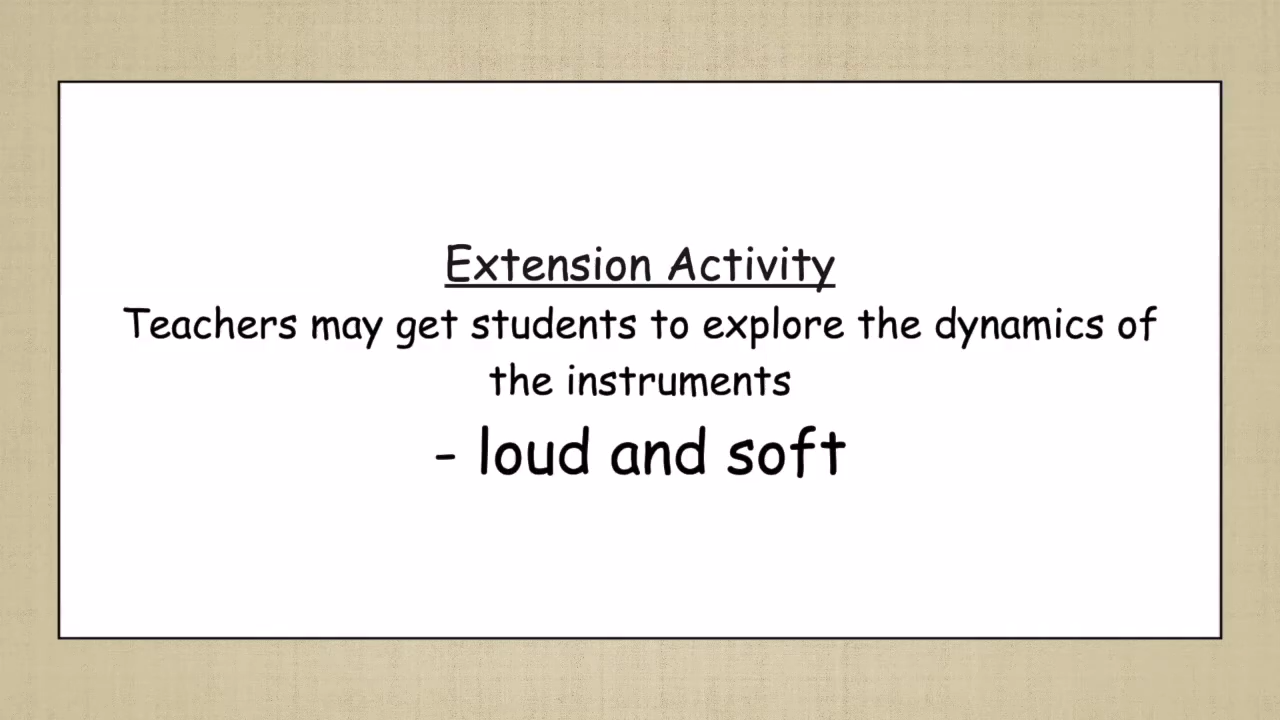 Extension Activity
Teachers may get students to explore the dynamics of
the instruments
- loud and soft